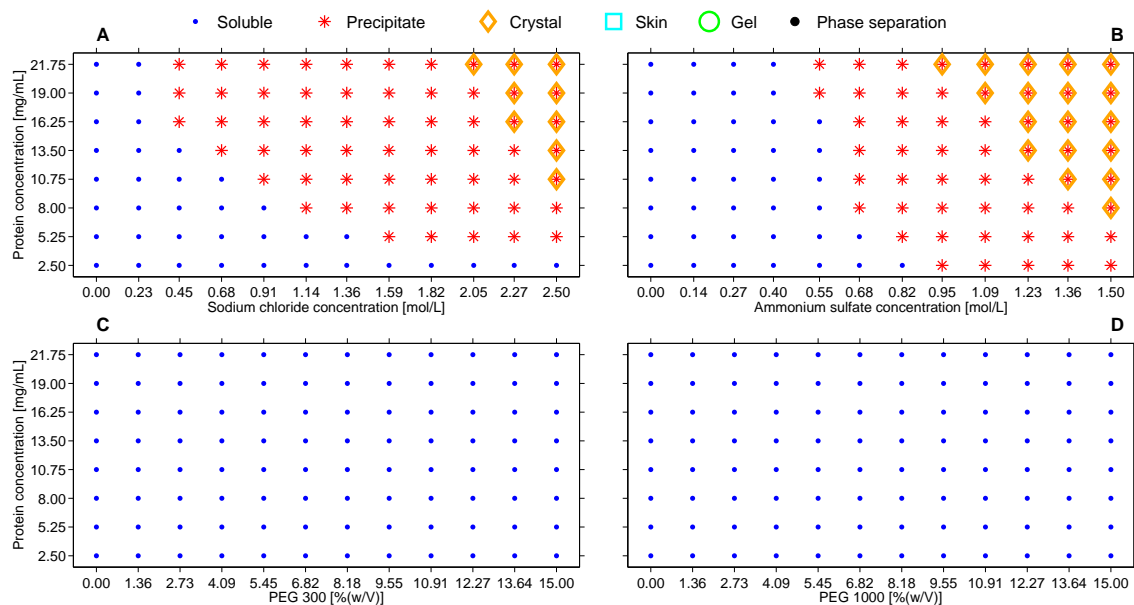 Soluble Precipitate Crystal Skin Gel Phase separation
A B
Protein concentration [mg/mL]
21.75
19.00
16.25
13.50
10.75
8.00
5.25
2.50
0.00 0.23 0.45 0.68 0.91 1.14 1.36 1.59 1.82 2.05 2.27 2.50
Sodium chloride concentration [mol/L]
0.00 0.14 0.27 0.40 0.55 0.68 0.82 0.95 1.09 1.23 1.36 1.50
Ammonium sulfate concentration [mol/L]
C D
Protein concentration [mg/mL]
21.75
19.00
16.25
13.50
10.75
8.00
5.25
2.50
0.00 1.36 2.73 4.09 5.45 6.82 8.18 9.55 10.91 12.27 13.64 15.00
PEG 300 [%(w/V)]
0.00 1.36 2.73 4.09 5.45 6.82 8.18 9.55 10.91 12.27 13.64 15.00
PEG 1000 [%(w/V)]